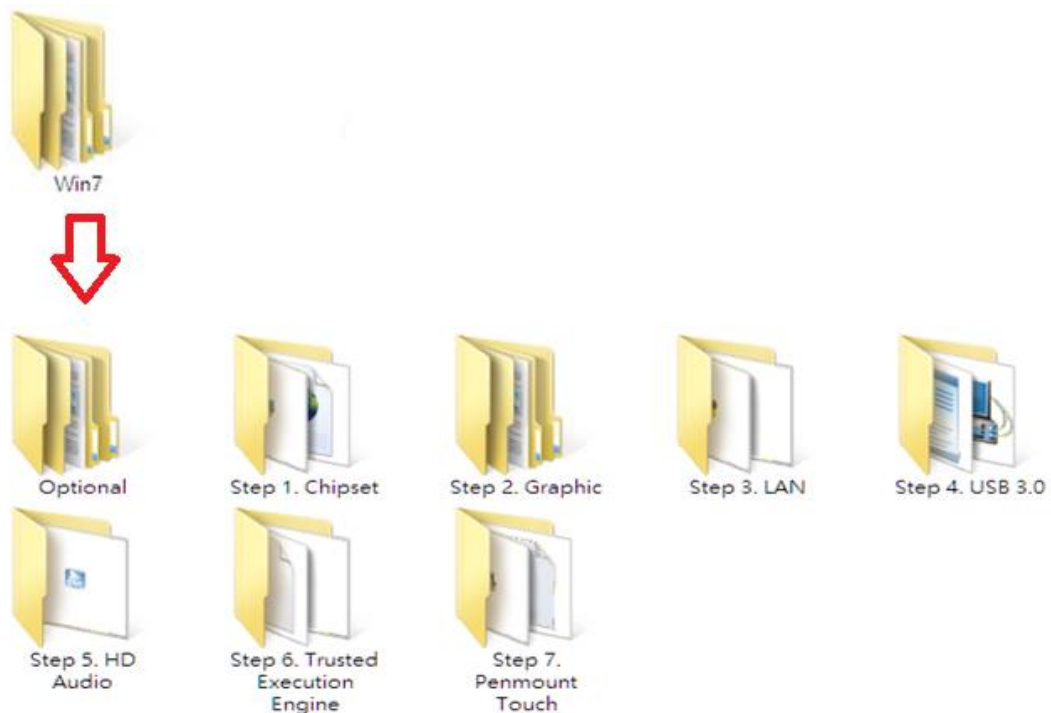 Win7
Optional
Step 1. Chipset
Step 2. Graphic
Step 3. LAN
Step 4. USB 3.0
Step 5. HD
Audio
Step 6. Trusted
Execution
Engine
Step 7.
Penmount
Touch